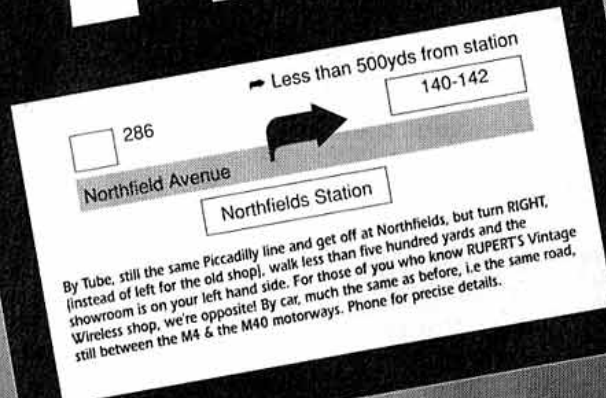 ➨ Less than 500yds from station
286
140-142
Northfield Avenue
Northfields Station
By Tube, still the same Piccadilly line and get off at Northfields, but turn RIGHT,
(instead of left for the old shop), walk less than five hundred yards and the
showroom is on your left hand side. For those of you who know RUPERT'S Vintage
Wireless shop, we're opposite! By car, much the same as before, i.e the same road,
still between the M4 & the M40 motorways. Phone for precise details.